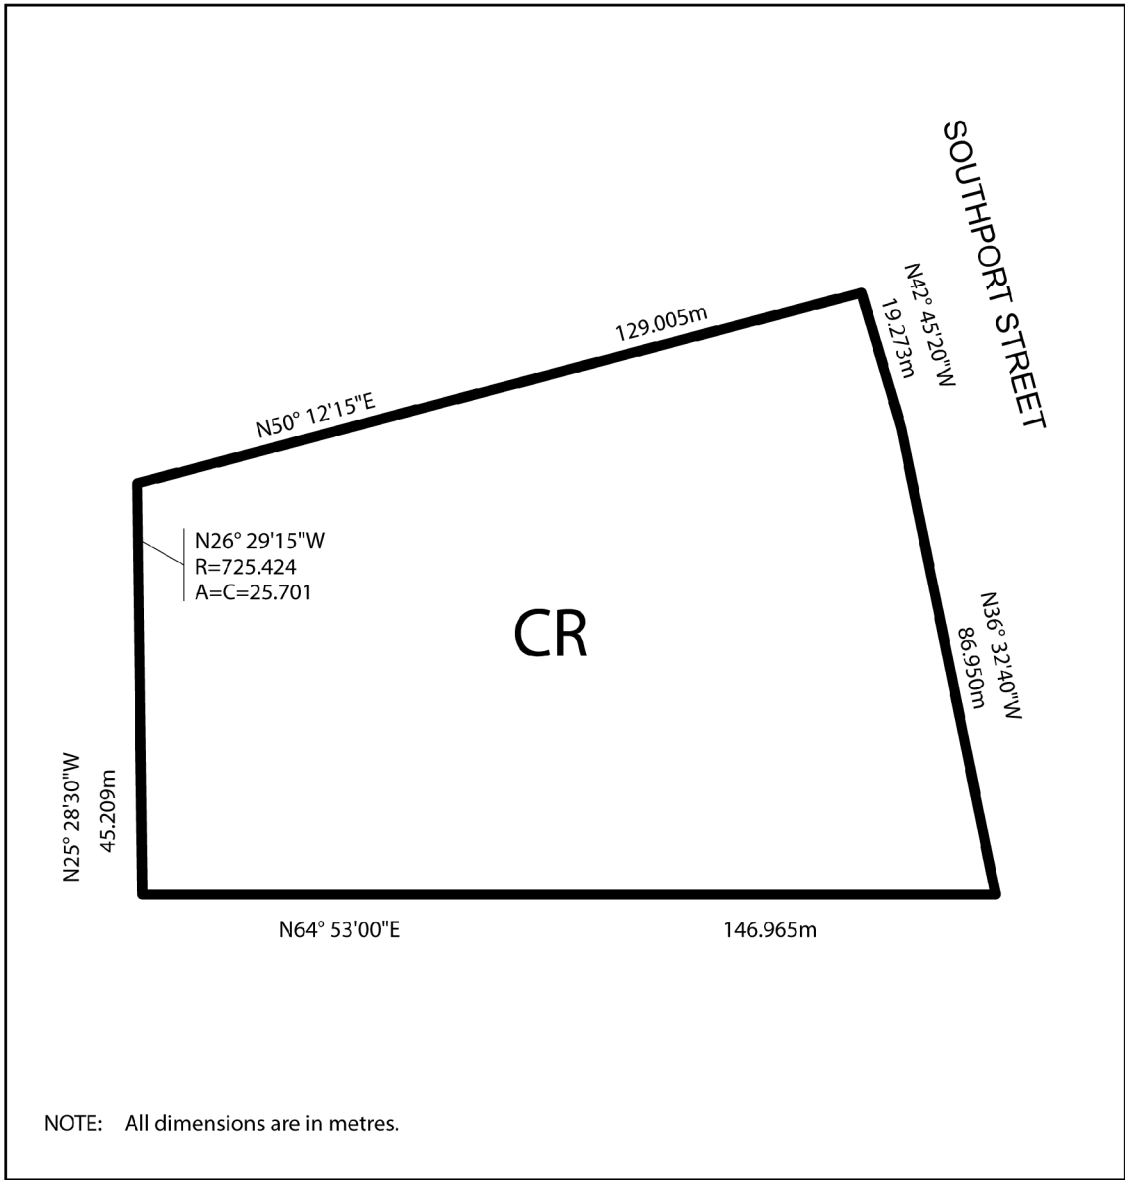 SOUTHPORT STREET
N42° 45'20"W
19.273m
129.005m
N50° 12'15"E
N26° 29'15"W
R=725.424
A=C=25.701
CR
N36° 32'40"W
86.950m
N25° 28'30"W
45.209m
N64° 53'00"E
146.965m
NOTE: All dimensions are in metres.